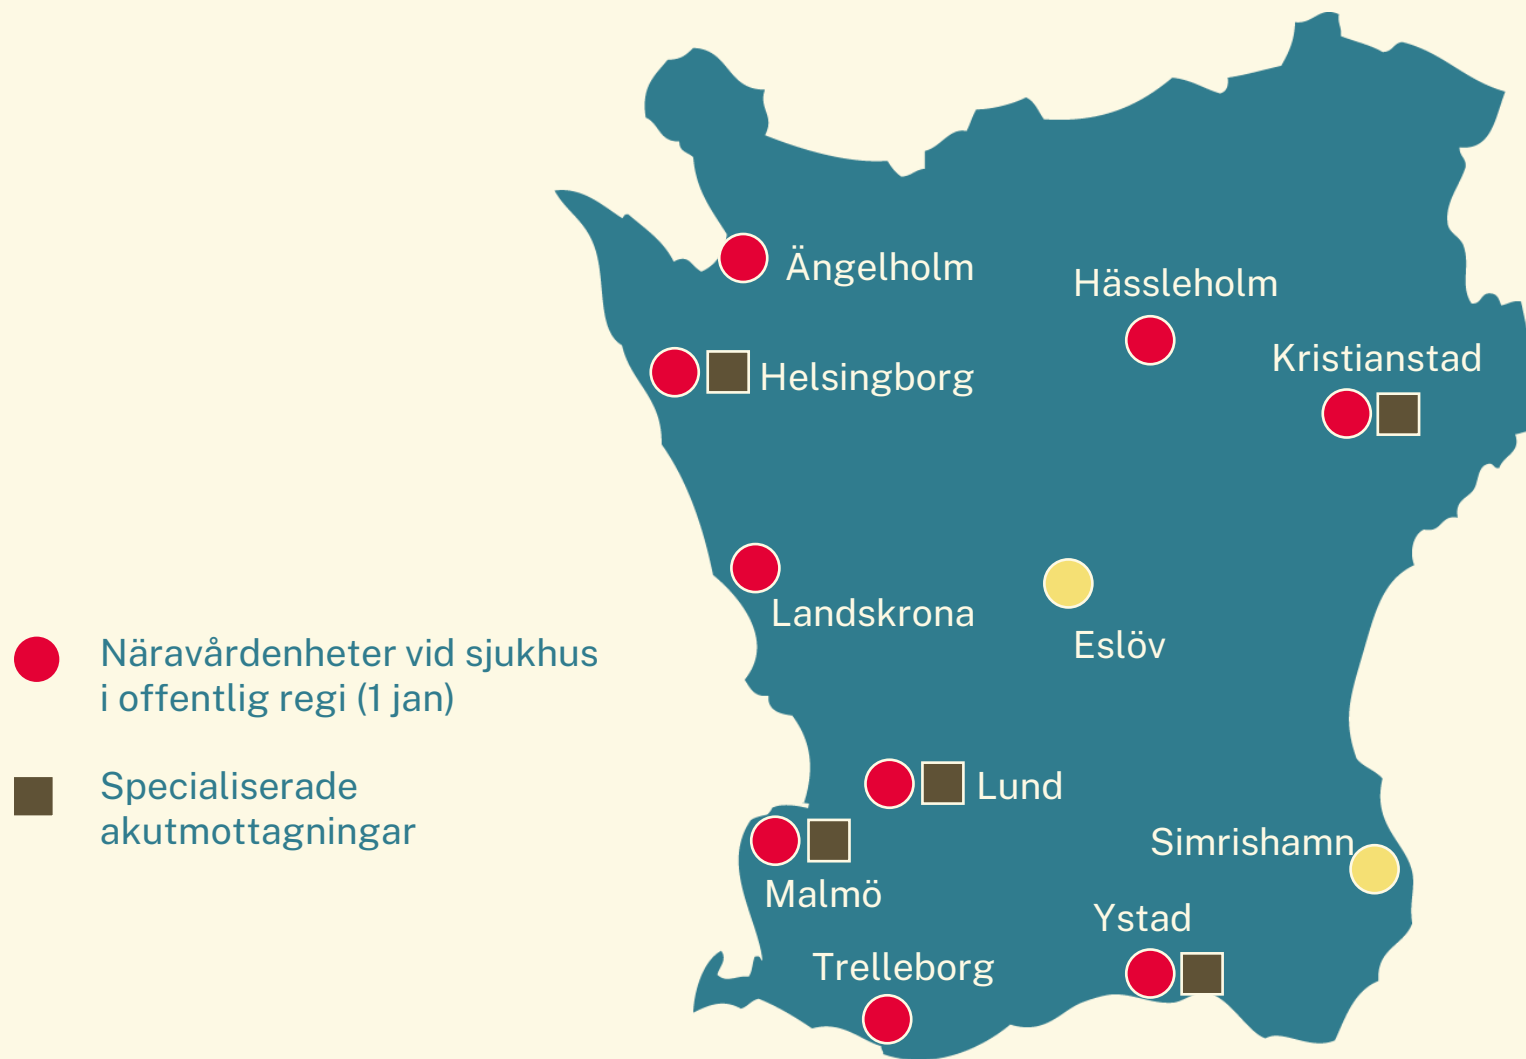 Ängelholm
Hässleholm
Kristianstad
Helsingborg
Landskrona
Eslöv
Näravårdenheter vid sjukhus
i offentlig regi (1 jan)
Specialiserade
akutmottagningar
Lund
Simrishamn
Malmö
Ystad
Trelleborg